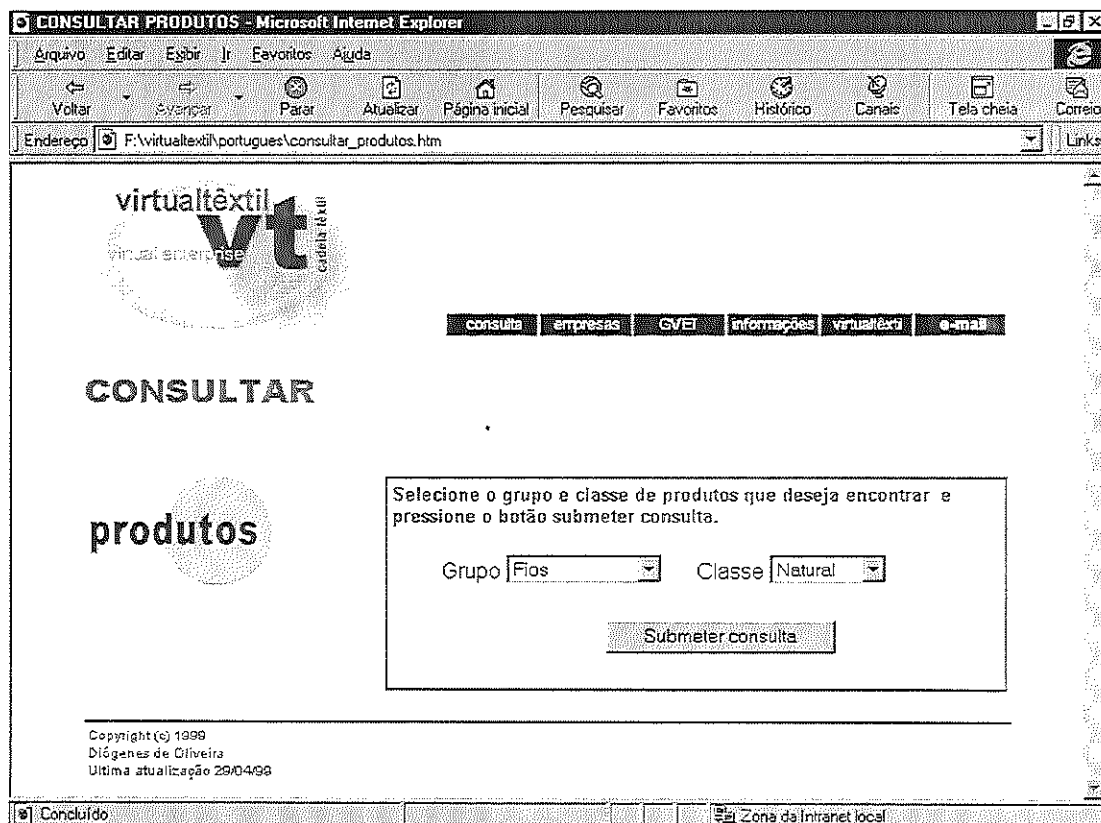 CONSULTAR PRODUTOS - Microsoft Internet Explorer
Arquivo Editar Exibir Ir Favoritos Ajuda
Voltar Avançar Parar Atualizar Página inicial Pesquisar Favoritos Histórico Canais Tela cheia Correio
Endereço F:\virtualtextil\portugues\consultar_produtos.htm Links
virtualtêxtil
vt
virtual enterprise
cadeia têxtil
consulta empresas GVEI informações virtualtêxtil e-mail
CONSULTAR
produtos
Selecione o grupo e classe de produtos que deseja encontrar e
pressione o botão submeter consulta.
Grupo Fios Classe Natural
Submeter consulta
Copyright (c) 1999
Diógenes de Oliveira
Ultima atualização 29/04/99
Concluído Zona da Intranet local